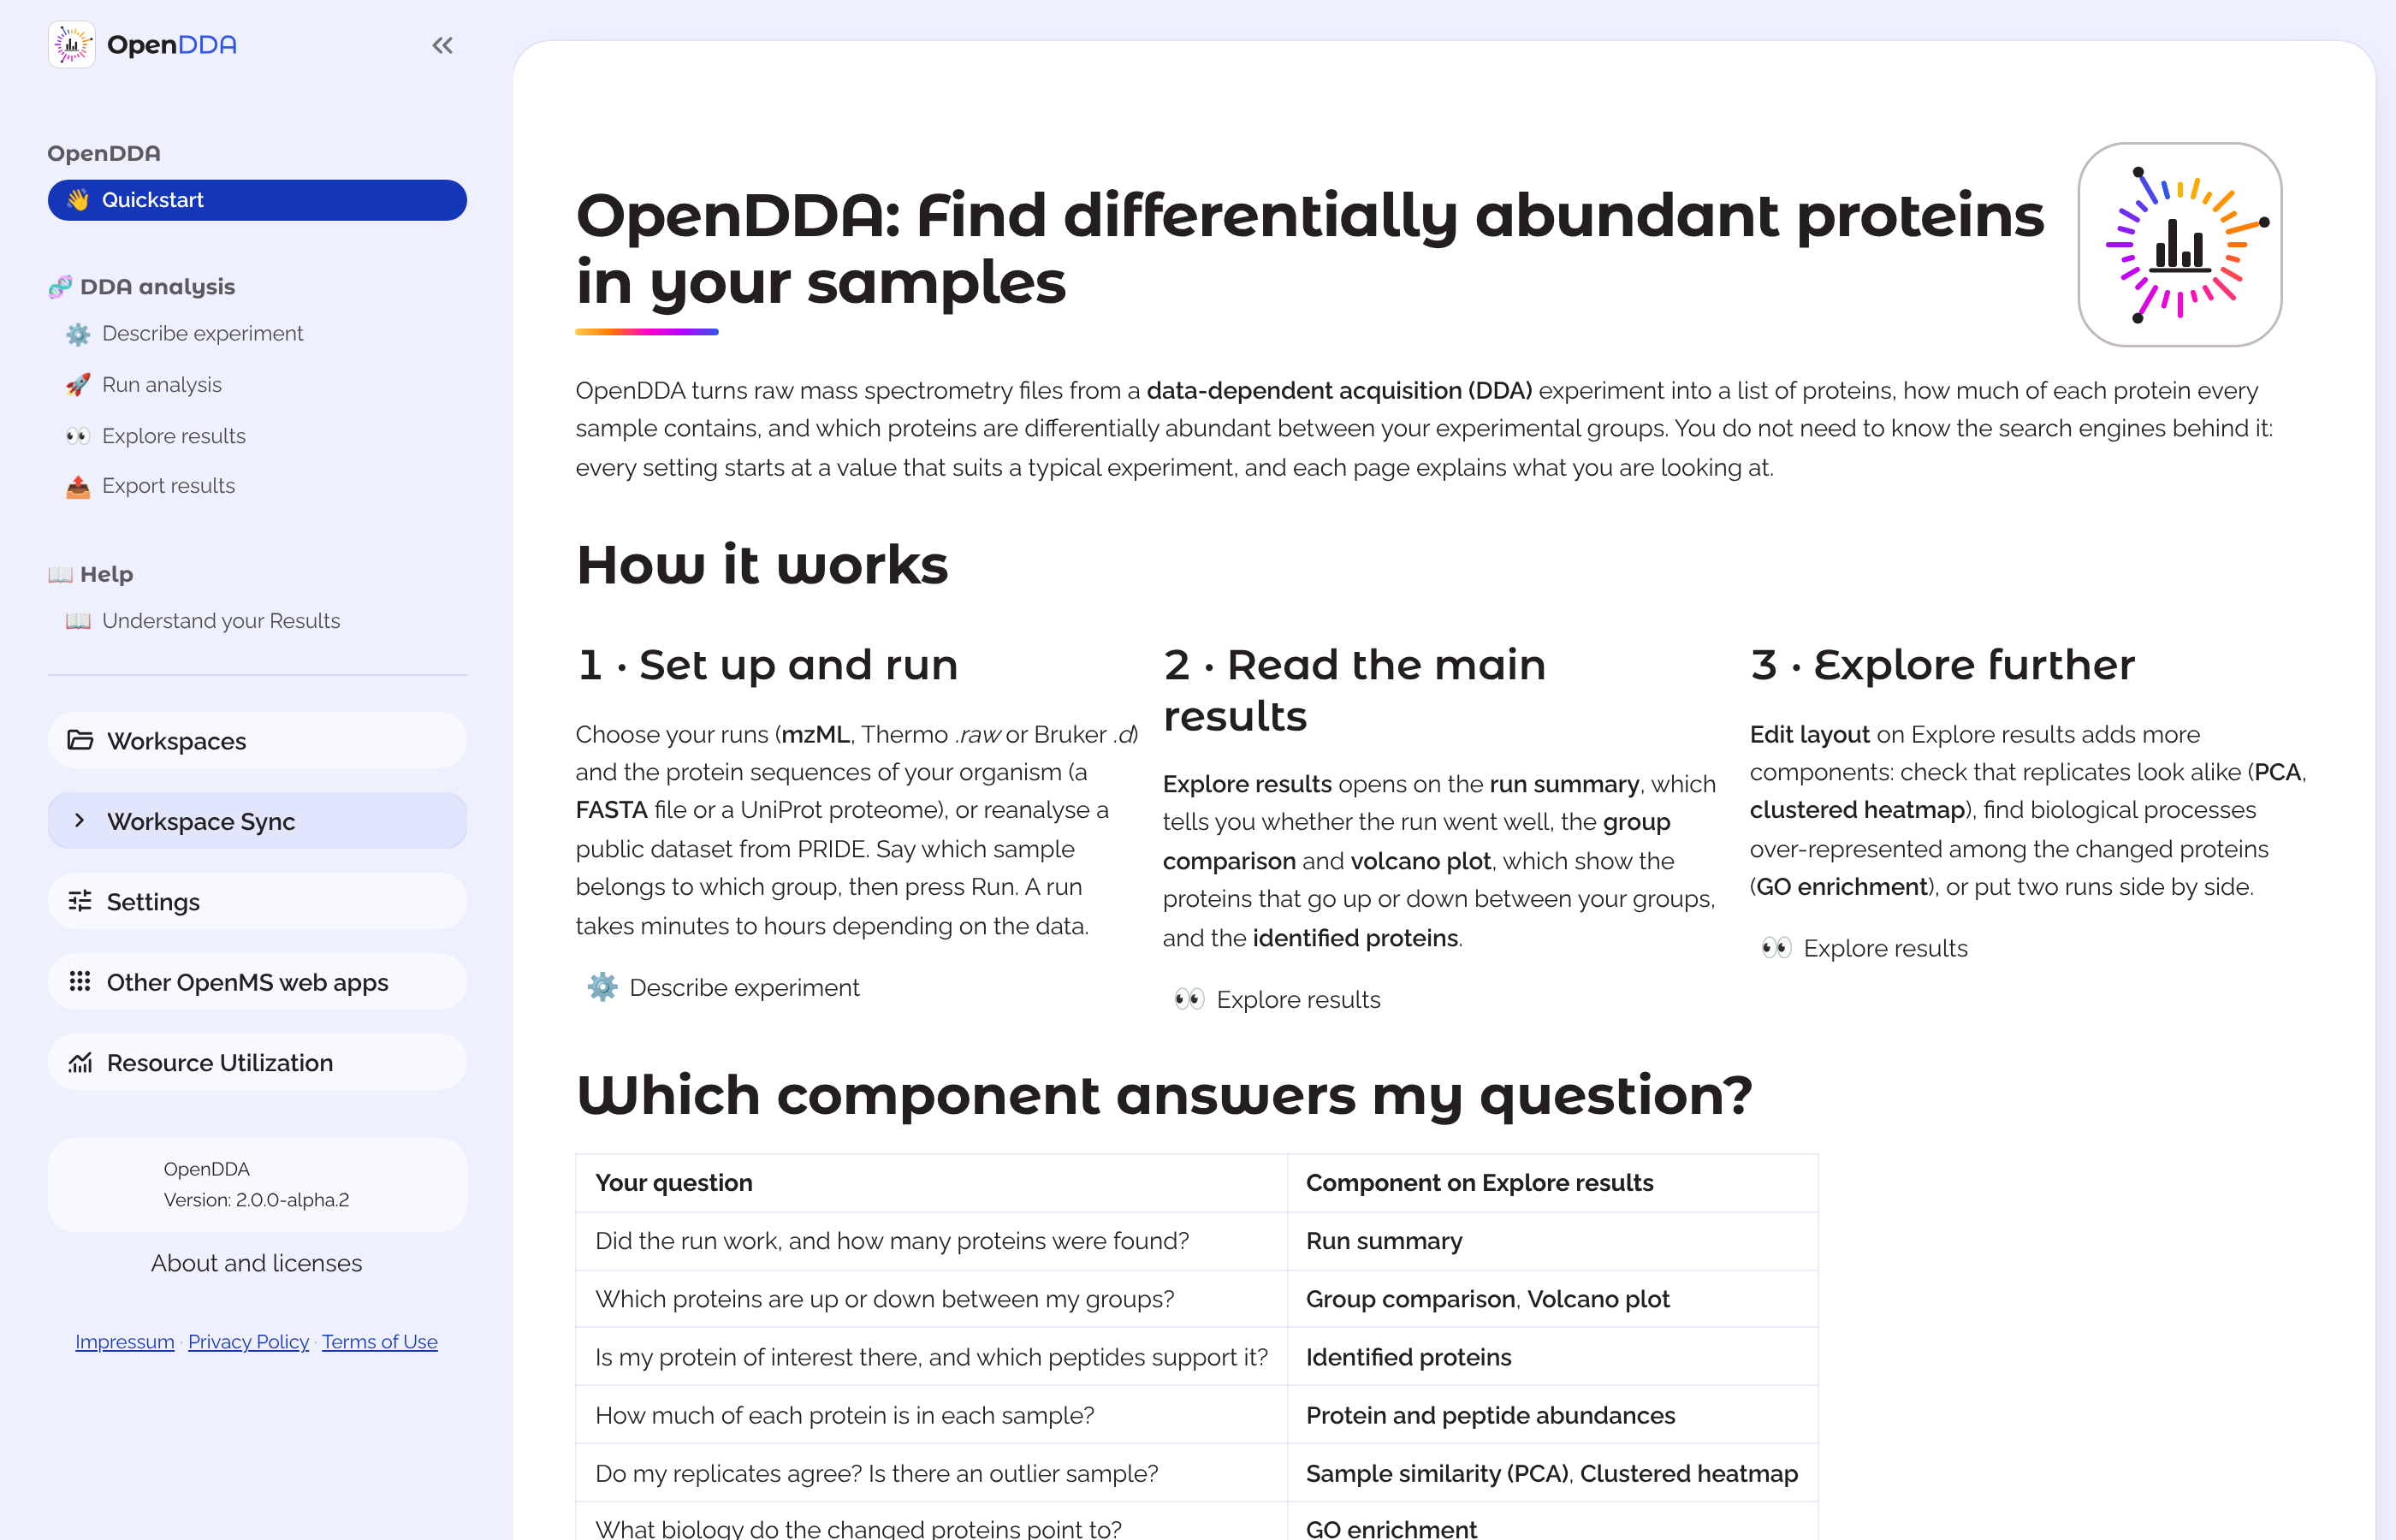 OpenDDA
OpenDDA
Quickstart
DDA analysis
Describe experiment
Run analysis
Explore results
Export results
Help
Understand your Results
Workspaces
Workspace Sync
Settings
Other OpenMS web apps
Resource Utilization
OpenDDA
Version: 2.0.0-alpha.2
About and licenses
Impressum · Privacy Policy · Terms of Use
OpenDDA: Find differentially abundant proteins
in your samples
OpenDDA turns raw mass spectrometry files from a data-dependent acquisition (DDA) experiment into a list of proteins, how much of each protein every
sample contains, and which proteins are differentially abundant between your experimental groups. You do not need to know the search engines behind it:
every setting starts at a value that suits a typical experiment, and each page explains what you are looking at.
How it works
1 · Set up and run
Choose your runs (mzML, Thermo .raw or Bruker .d)
and the protein sequences of your organism (a
FASTA file or a UniProt proteome), or reanalyse a
public dataset from PRIDE. Say which sample
belongs to which group, then press Run. A run
takes minutes to hours depending on the data.
Describe experiment
2 · Read the main
results
Explore results opens on the run summary, which
tells you whether the run went well, the group
comparison and volcano plot, which show the
proteins that go up or down between your groups,
and the identified proteins.
Explore results
3 · Explore further
Edit layout on Explore results adds more
components: check that replicates look alike (PCA,
clustered heatmap), find biological processes
over-represented among the changed proteins
(GO enrichment), or put two runs side by side.
Explore results
Which component answers my question?
Your question
Component on Explore results
Did the run work, and how many proteins were found?
Run summary
Which proteins are up or down between my groups?
Group comparison, Volcano plot
Is my protein of interest there, and which peptides support it?
Identified proteins
How much of each protein is in each sample?
Protein and peptide abundances
Do my replicates agree? Is there an outlier sample?
Sample similarity (PCA), Clustered heatmap
What biology do the changed proteins point to?
GO enrichment